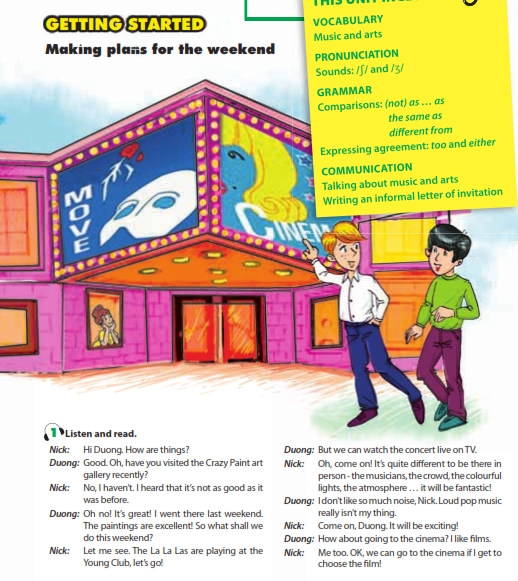 THIS UNIT IN
GETTING STARTED
Making plans for the weekend
VOCABULARY
Music and arts
PRONUNCIATION
Sounds: /ʃ/ and /ʒ/
GRAMMAR
Comparisons: (not) as ... as
the same as
different from
Expressing agreement: too and either
COMMUNICATION
Talking about music and arts
Writing an informal letter of invitation
MOVE
CINEM
1 Listen and read.
Nick: Hi Duong. How are things?
Duong: Good. Oh, have you visited the Crazy Paint art
gallery recently?
Nick: No, I haven't. I heard that it's not as good as it
was before.
Duong: Oh no! It's great! I went there last weekend.
The paintings are excellent! So what shall we
do this weekend?
Nick: Let me see. The La La Las are playing at the
Young Club, let's go!
Duong: But we can watch the concert live on TV.
Nick: Oh, come on! It's quite different to be there in
person - the musicians, the crowd, the colourful
lights, the atmosphere ... it will be fantastic!
Duong: I don't like so much noise, Nick. Loud pop music
really isn't my thing.
Nick: Come on, Duong. It will be exciting!
Duong: How about going to the cinema? I like films.
Nick: Me too. OK, we can go to the cinema if I get to
choose the film!